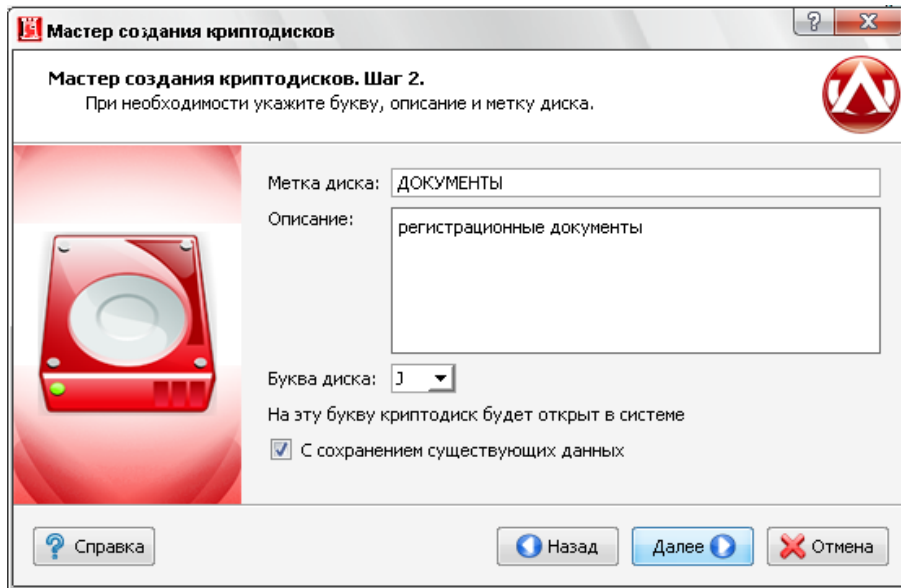 Мастер создания криптодисков
Мастер создания криптодисков. Шаг 2.
При необходимости укажите букву, описание и метку диска.
Метка диска: ДОКУМЕНТЫ
Описание: регистрационные документы
Буква диска: J
На эту букву криптодиск будет открыт в системе
С сохранением существующих данных
Справка Назад Далее Отмена